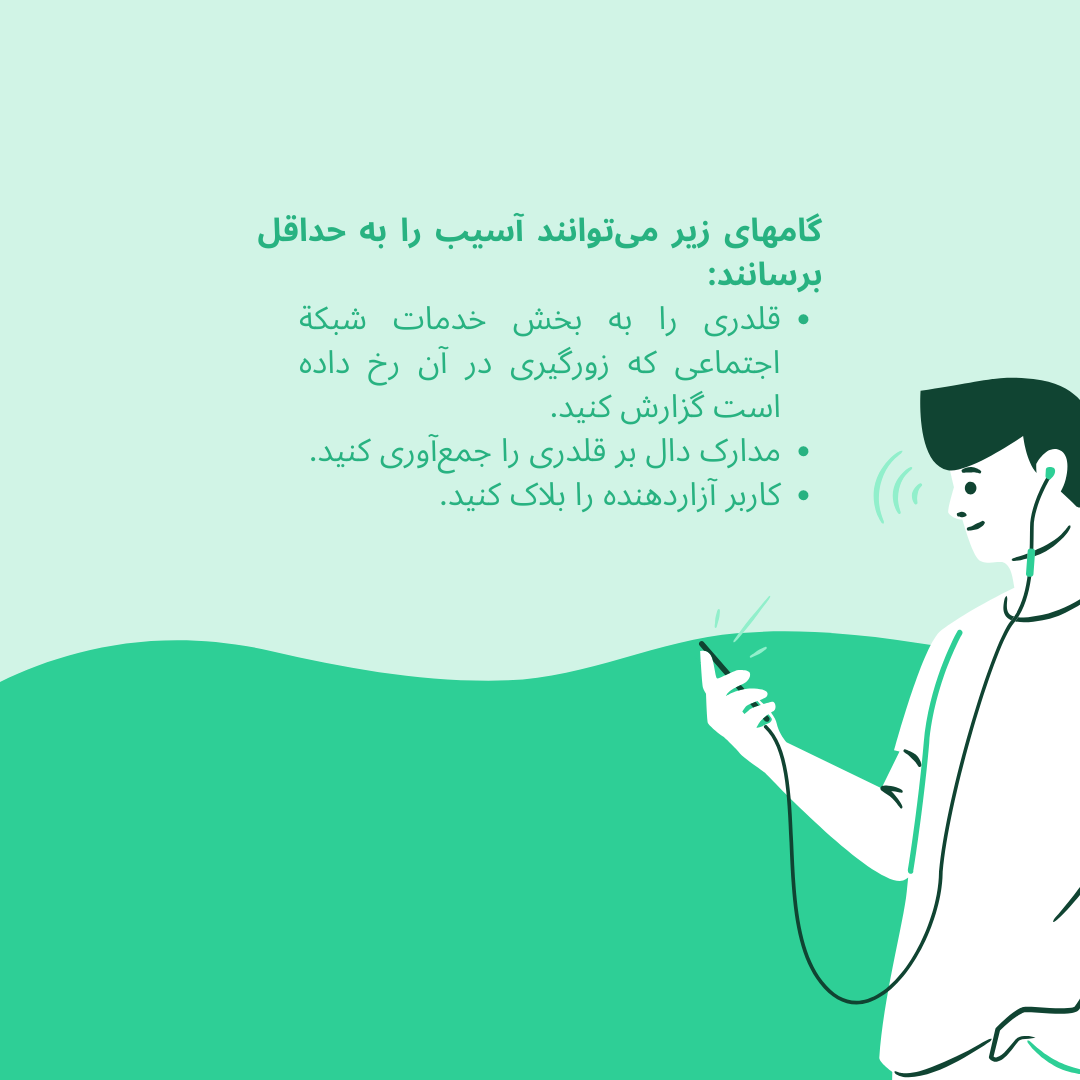 گامهای زیر می‌توانند آسیب را به حداقل
برسانند:
• قلدری را به بخش خدمات شبکة
اجتماعی که زورگیری در آن رخ داده
است گزارش کنید.
• مدارک دال بر قلدری را جمع‌آوری کنید.
• کاربر آزاردهنده را بلاک کنید.